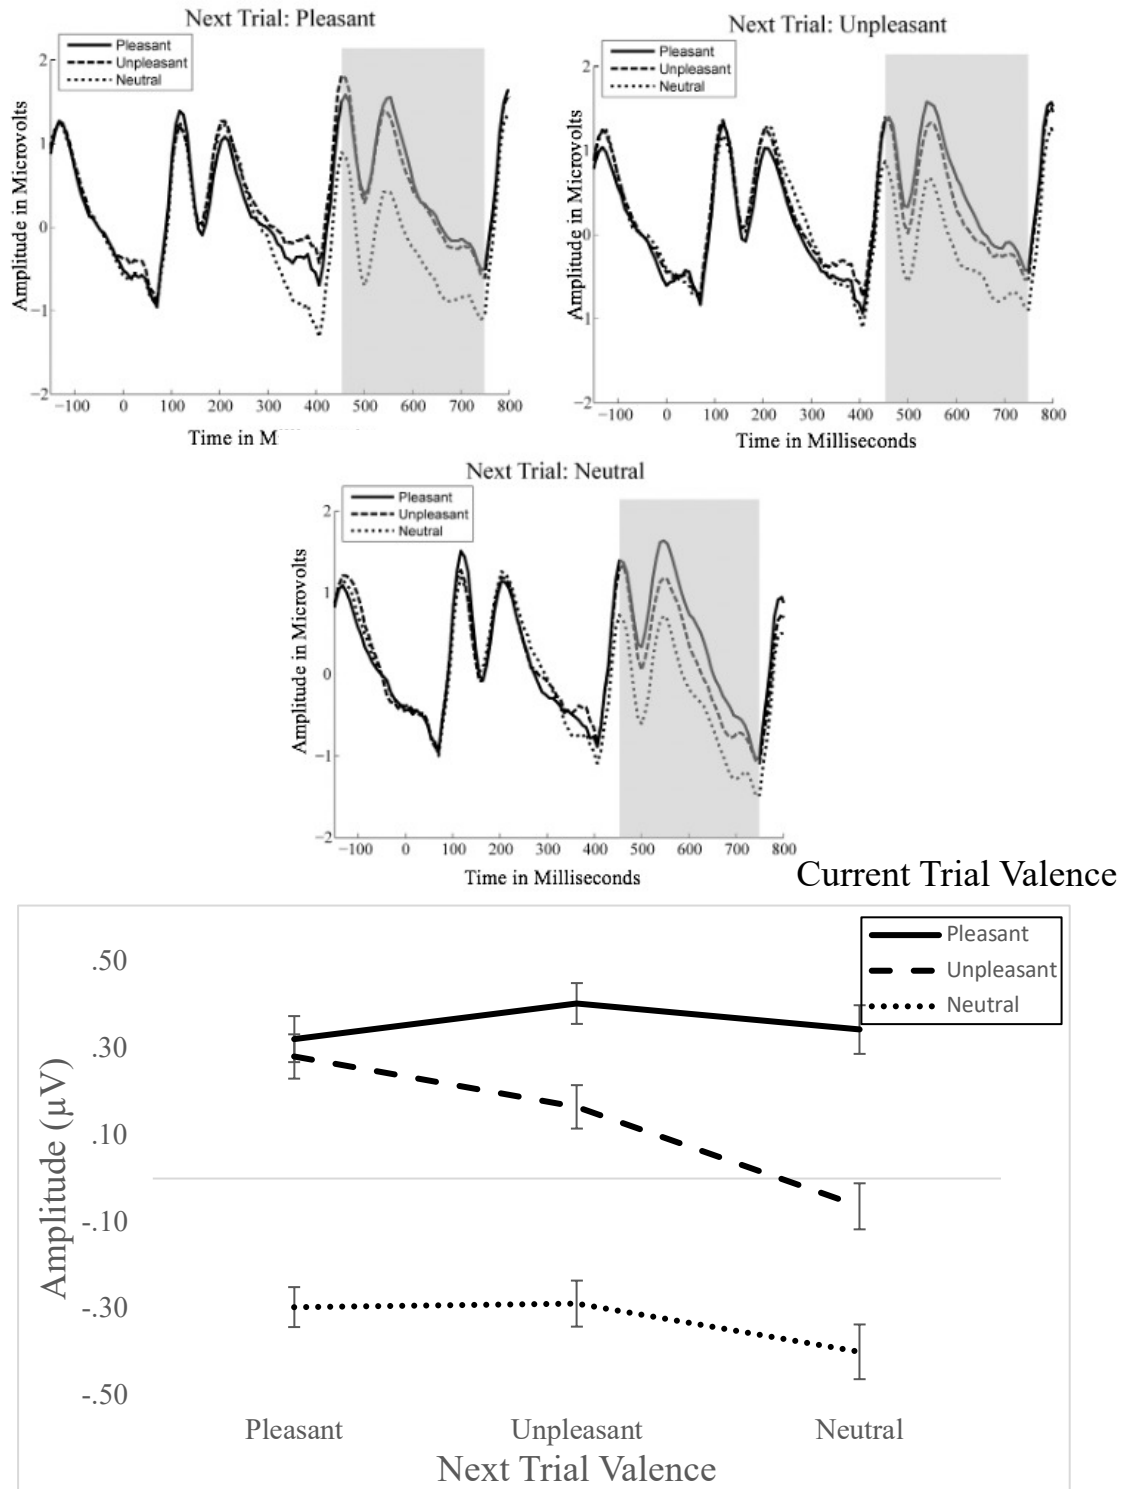 Next Trial: Pleasant
Pleasant
Unpleasant
Neutral
2
1
0
−1
−2
Amplitude in Microvolts
−100 0 100 200 300 400 500 600 700 800
Time in M
Next Trial: Unpleasant
Pleasant
Unpleasant
Neutral
2
1
0
−1
−2
Amplitude in Microvolts
−100 0 100 200 300 400 500 600 700 800
Time in Milliseconds
Next Trial: Neutral
Pleasant
Unpleasant
Neutral
2
1
0
−1
−2
Amplitude in Microvolts
−100 0 100 200 300 400 500 600 700 800
Time in Milliseconds
Current Trial Valence
Pleasant
Unpleasant
Neutral
.50
.30
.10
-.10
-.30
-.50
Amplitude (µV)
Pleasant Unpleasant Neutral
Next Trial Valence